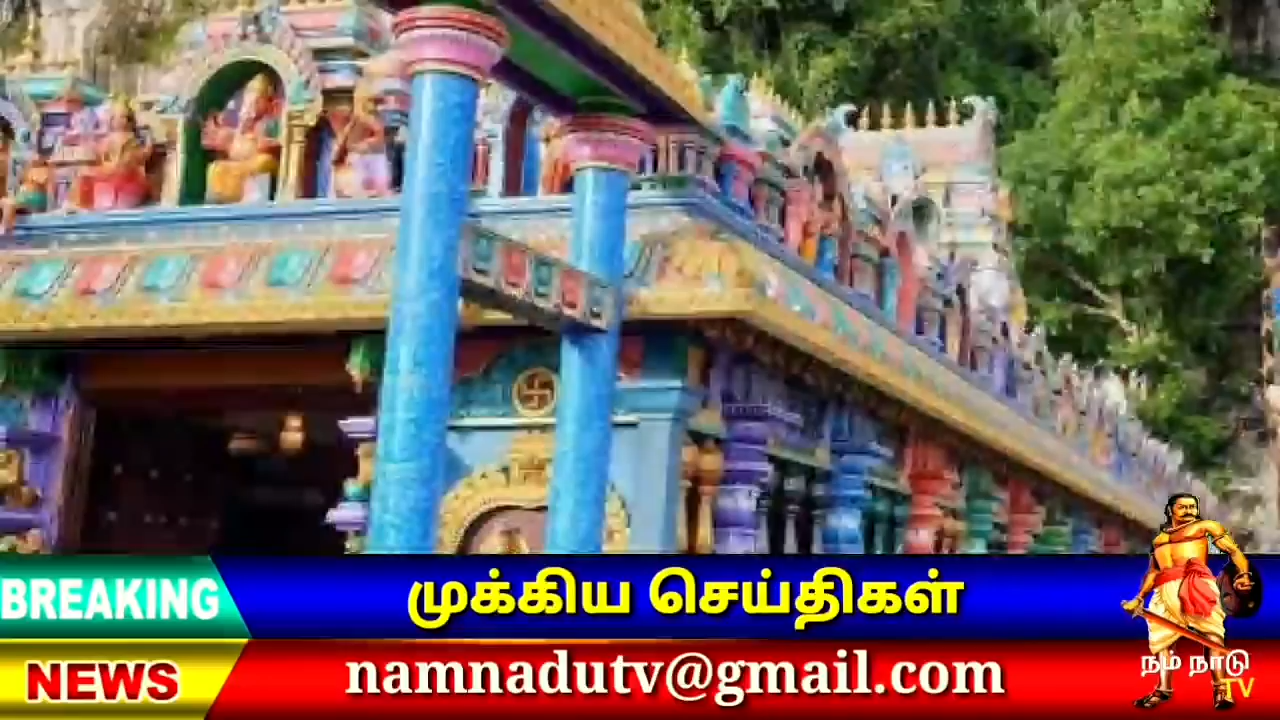 BREAKING
முக்கிய செய்திகள்
NEWS
namnadutv@gmail.com
நம் நாடு
TV